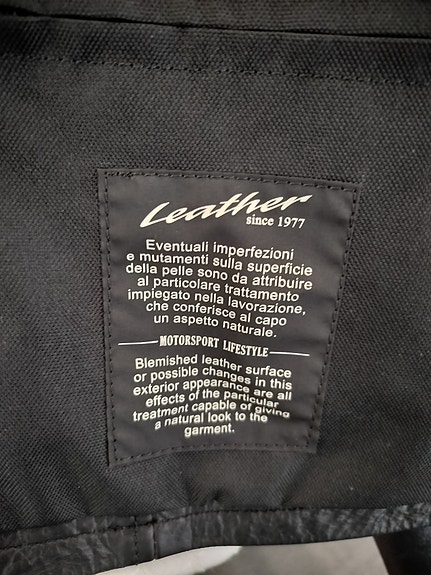 Leather
since 1977
Eventuali imperfezioni
e mutamenti sulla superficie
della pelle sono da attribuire
al particolare trattamento
impiegato nella lavorazione,
che conferisce al capo
un aspetto naturale.
MOTORSPORT LIFESTYLE
Blemished leather surface
or possible changes in this
exterior appearance are all
effects of the particular
treatment capable of giving
a natural look to the
garment.